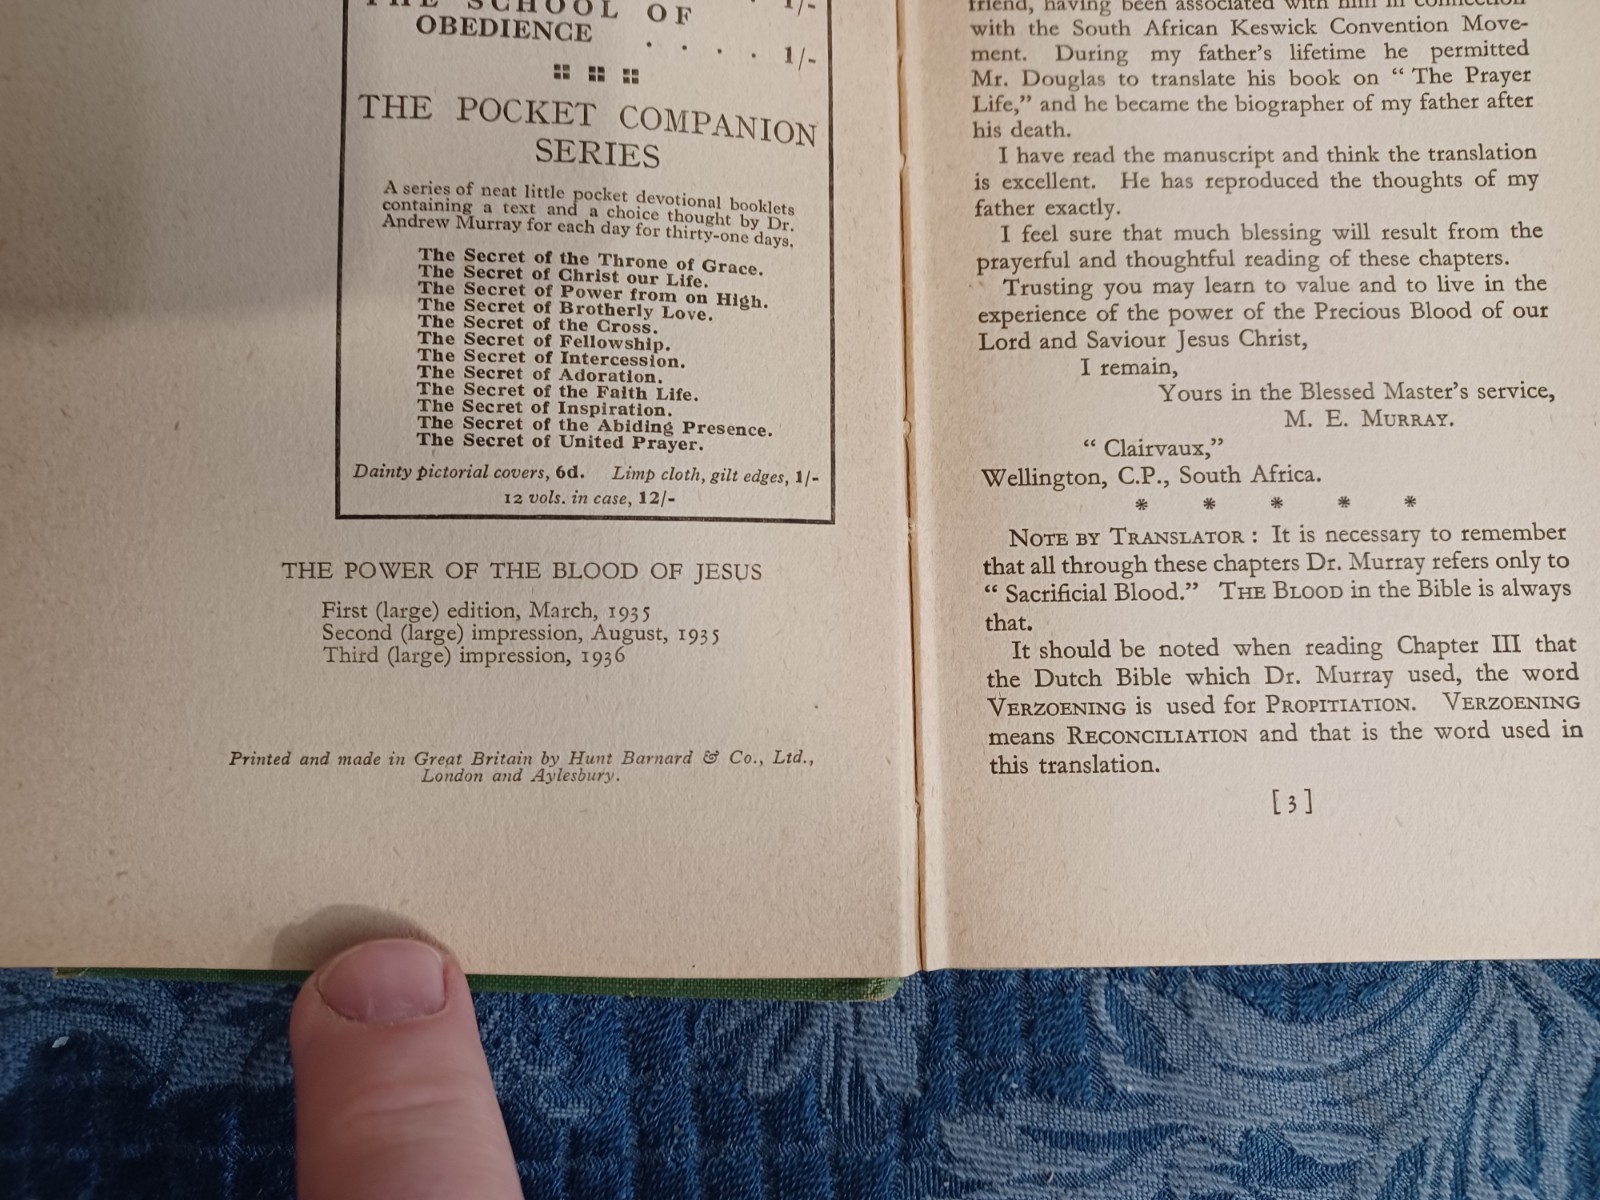 THE SCHOOL OF
OBEDIENCE . . . . 1/-
THE POCKET COMPANION
SERIES
A series of neat little pocket devotional booklets
containing a text and a choice thought by Dr.
Andrew Murray for each day for thirty-one days.
The Secret of the Throne of Grace.
The Secret of Christ our Life.
The Secret of Power from on High.
The Secret of Brotherly Love.
The Secret of the Cross.
The Secret of Fellowship.
The Secret of Intercession.
The Secret of Adoration.
The Secret of the Faith Life.
The Secret of Inspiration.
The Secret of the Abiding Presence.
The Secret of United Prayer.
Dainty pictorial covers, 6d. Limp cloth, gilt edges, 1/-
12 vols. in case, 12/-
THE POWER OF THE BLOOD OF JESUS
First (large) edition, March, 1935
Second (large) impression, August, 1935
Third (large) impression, 1936
Printed and made in Great Britain by Hunt Barnard & Co., Ltd.,
London and Aylesbury.
friend, having been associated with him in connection
with the South African Keswick Convention Move-
ment. During my father's lifetime he permitted
Mr. Douglas to translate his book on “ The Prayer
Life,” and he became the biographer of my father after
his death.
I have read the manuscript and think the translation
is excellent. He has reproduced the thoughts of my
father exactly.
I feel sure that much blessing will result from the
prayerful and thoughtful reading of these chapters.
Trusting you may learn to value and to live in the
experience of the power of the Precious Blood of our
Lord and Saviour Jesus Christ,
I remain,
Yours in the Blessed Master's service,
M. E. MURRAY.
“ Clairvaux,”
Wellington, C.P., South Africa.
* * * * *
NOTE BY TRANSLATOR : It is necessary to remember
that all through these chapters Dr. Murray refers only to
“ Sacrificial Blood.” THE BLOOD in the Bible is always
that.
It should be noted when reading Chapter III that
the Dutch Bible which Dr. Murray used, the word
VERZOENING is used for PROPITIATION. VERZOENING
means RECONCILIATION and that is the word used in
this translation.
[ 3 ]